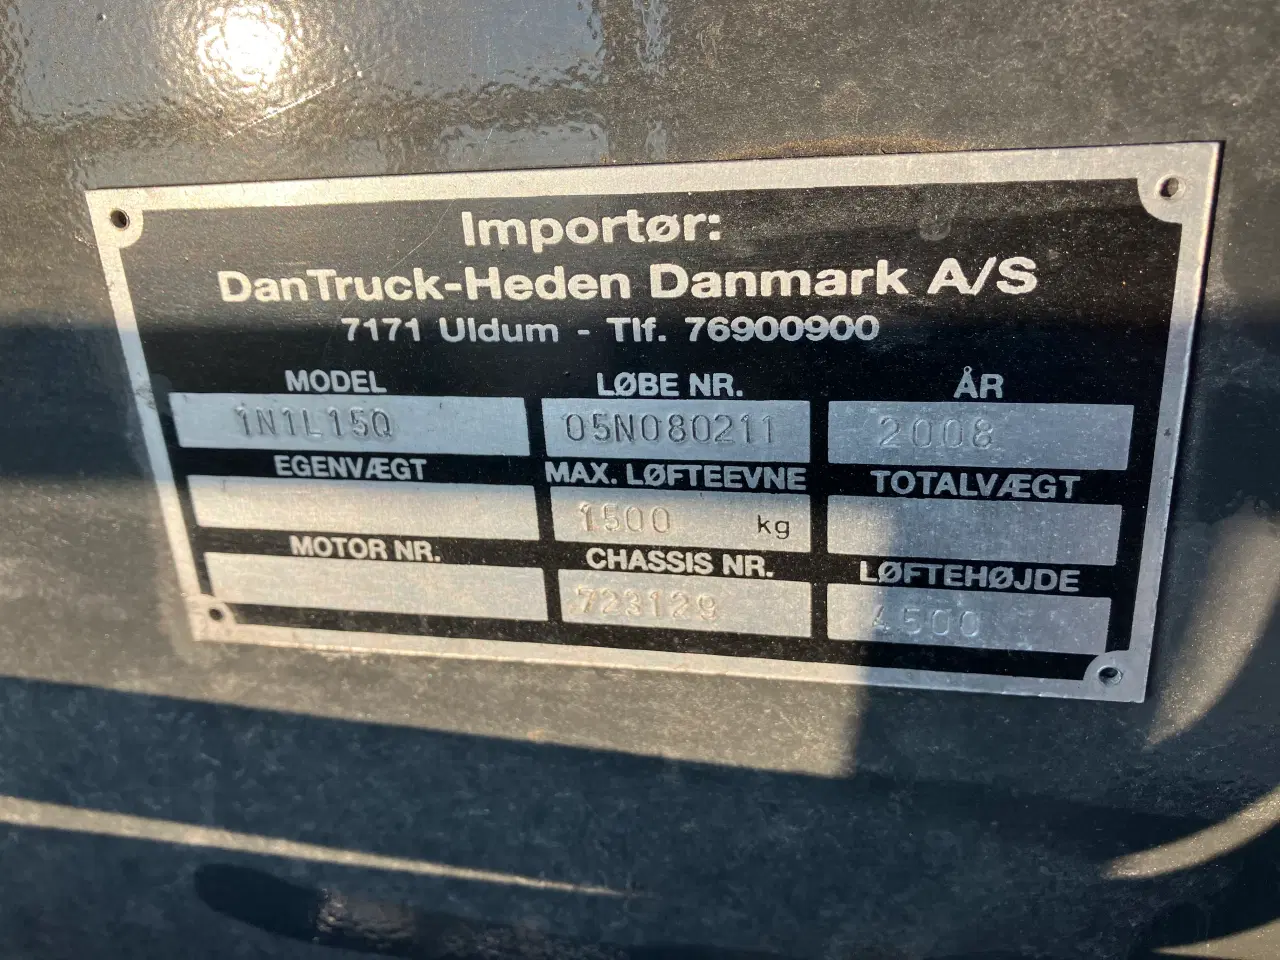 Importør:
DanTruck-Heden Danmark A/S
7171 Uldum - Tlf. 76900900
MODEL LØBE NR. ÅR
1N1L15Q 05N080211 2008
EGENVÆGT MAX. LØFTEEVNE TOTALVÆGT
1500 kg
MOTOR NR. CHASSIS NR. LØFTEHØJDE
723129 4500